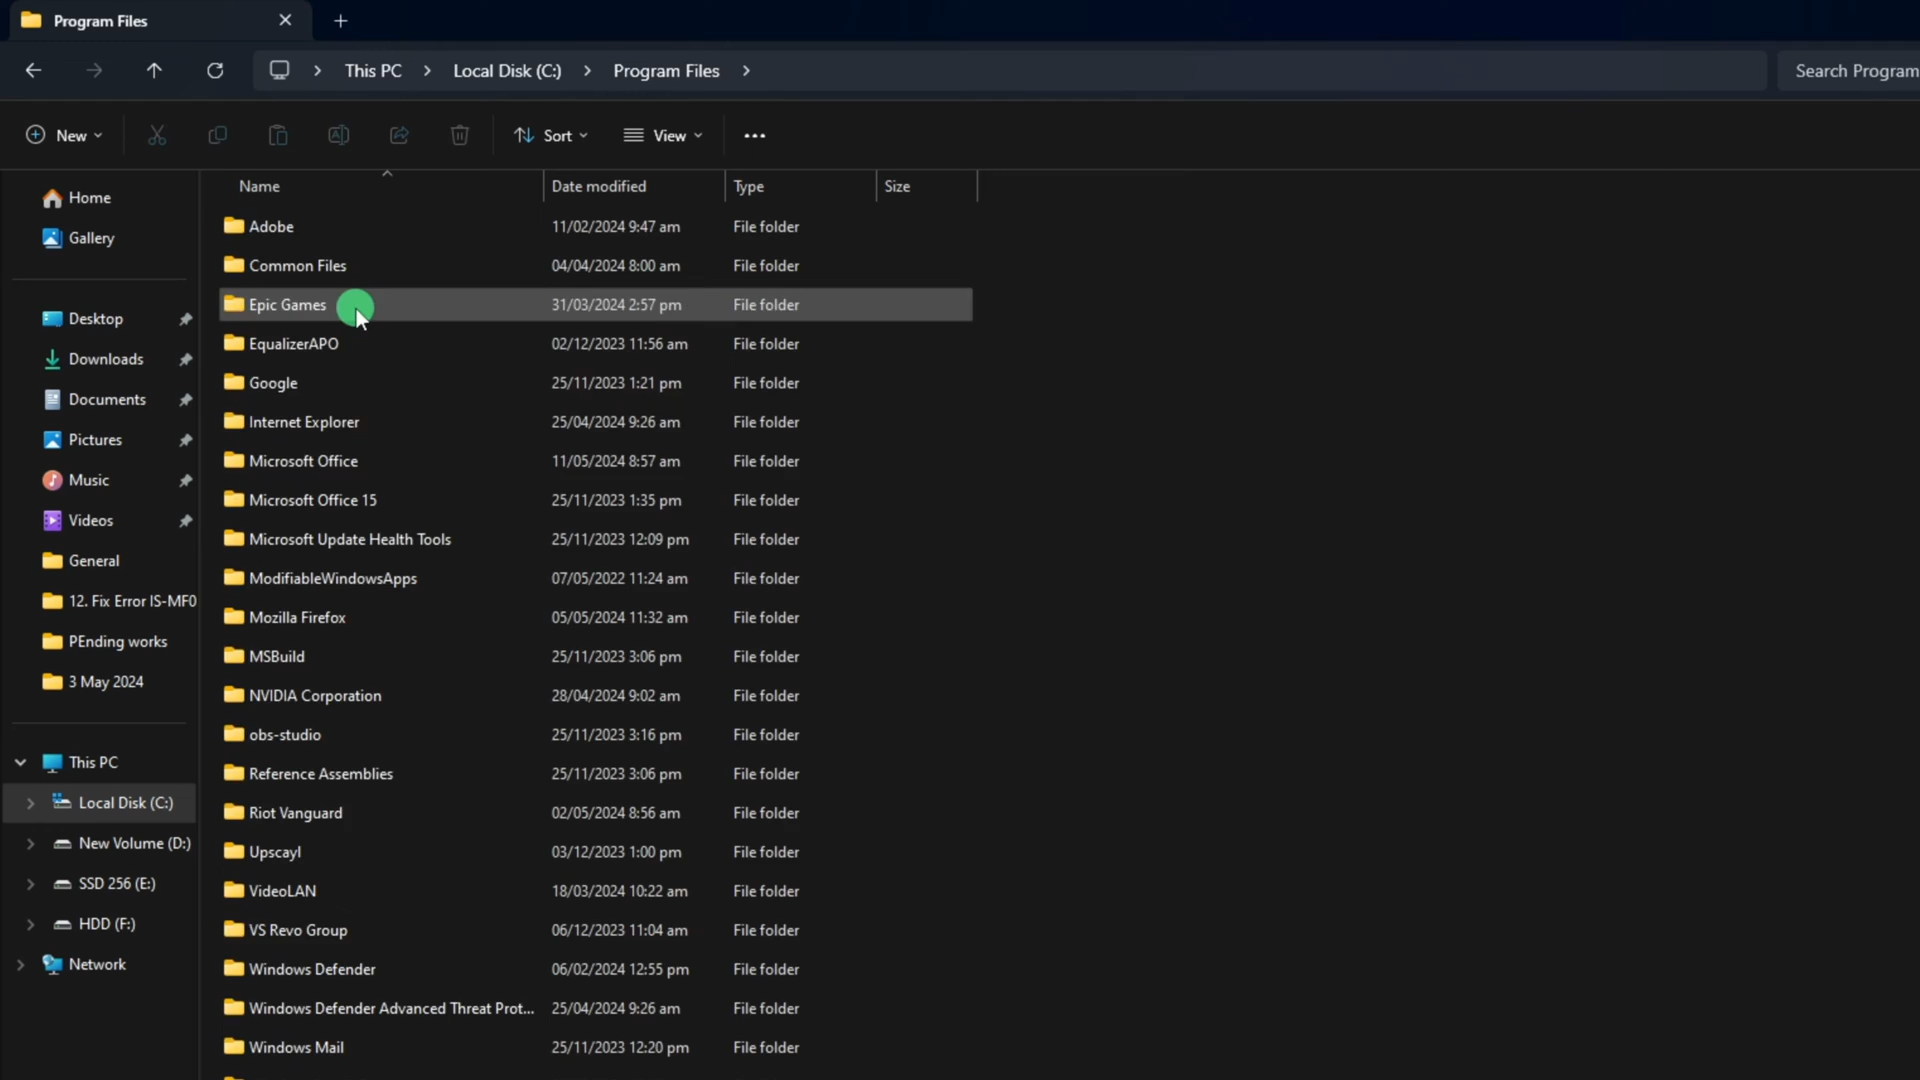 Program Files
This PC > Local Disk (C:) > Program Files >
Search Program
New
Sort
View
Home
Gallery
Desktop
Downloads
Documents
Pictures
Music
Videos
General
12. Fix Error IS-MF0
PEnding works
3 May 2024
This PC
Local Disk (C:)
New Volume (D:)
SSD 256 (E:)
HDD (F:)
Network
Name Date modified Type Size
Adobe 11/02/2024 9:47 am File folder
Common Files 04/04/2024 8:00 am File folder
Epic Games 31/03/2024 2:57 pm File folder
EqualizerAPO 02/12/2023 11:56 am File folder
Google 25/11/2023 1:21 pm File folder
Internet Explorer 25/04/2024 9:26 am File folder
Microsoft Office 11/05/2024 8:57 am File folder
Microsoft Office 15 25/11/2023 1:35 pm File folder
Microsoft Update Health Tools 25/11/2023 12:09 pm File folder
ModifiableWindowsApps 07/05/2022 11:24 am File folder
Mozilla Firefox 05/05/2024 11:32 am File folder
MSBuild 25/11/2023 3:06 pm File folder
NVIDIA Corporation 28/04/2024 9:02 am File folder
obs-studio 25/11/2023 3:16 pm File folder
Reference Assemblies 25/11/2023 3:06 pm File folder
Riot Vanguard 02/05/2024 8:56 am File folder
Upscayl 03/12/2023 1:00 pm File folder
VideoLAN 18/03/2024 10:22 am File folder
VS Revo Group 06/12/2023 11:04 am File folder
Windows Defender 06/02/2024 12:55 pm File folder
Windows Defender Advanced Threat Prot... 25/04/2024 9:26 am File folder
Windows Mail 25/11/2023 12:20 pm File folder